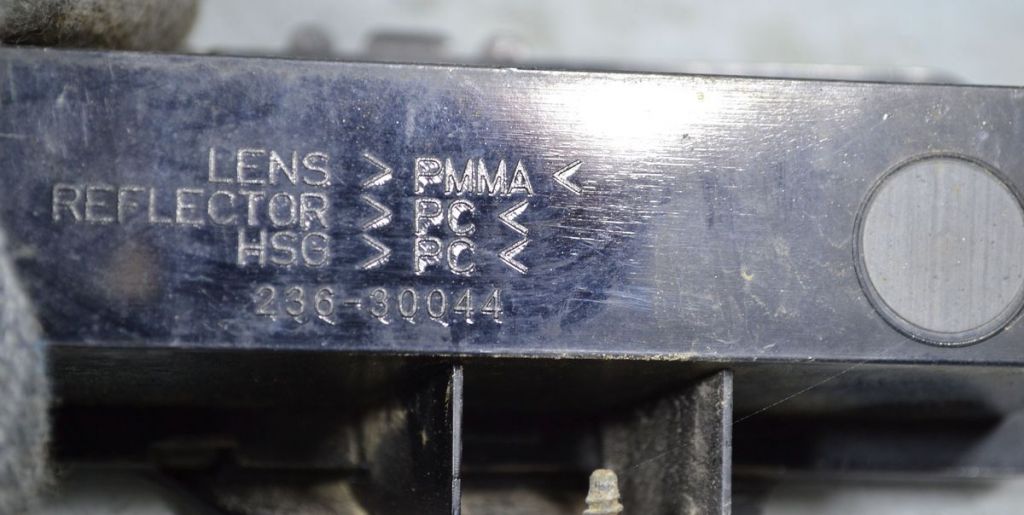 LENS >PMMA<
REFLECTOR >PC<
HSG >PC<
236-30044